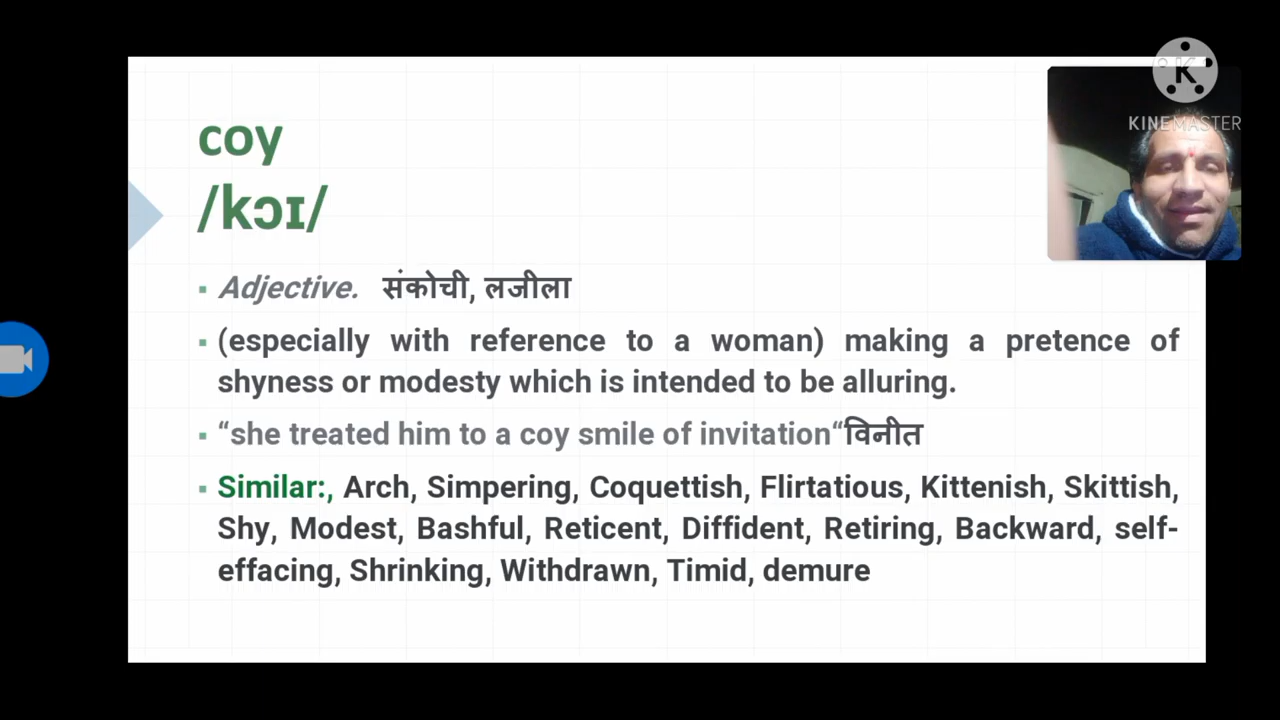 KINEMASTER
coy
/kɔɪ/
▪ Adjective. संकोची, लजीला
▪ (especially with reference to a woman) making a pretence of
shyness or modesty which is intended to be alluring.
▪ “she treated him to a coy smile of invitation“विनीत
▪ Similar:, Arch, Simpering, Coquettish, Flirtatious, Kittenish, Skittish,
Shy, Modest, Bashful, Reticent, Diffident, Retiring, Backward, self-
effacing, Shrinking, Withdrawn, Timid, demure